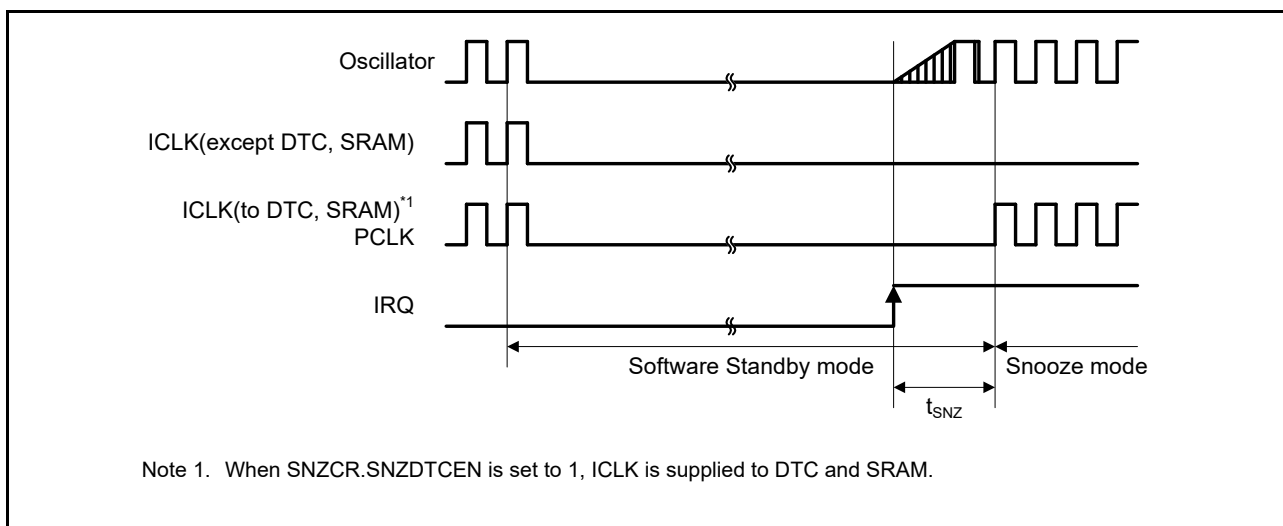 Oscillator
ICLK(except DTC, SRAM)
ICLK(to DTC, SRAM)*1
PCLK
IRQ
Software Standby mode
Snooze mode
tSNZ
Note 1. When SNZCR.SNZDTCEN is set to 1, ICLK is supplied to DTC and SRAM.